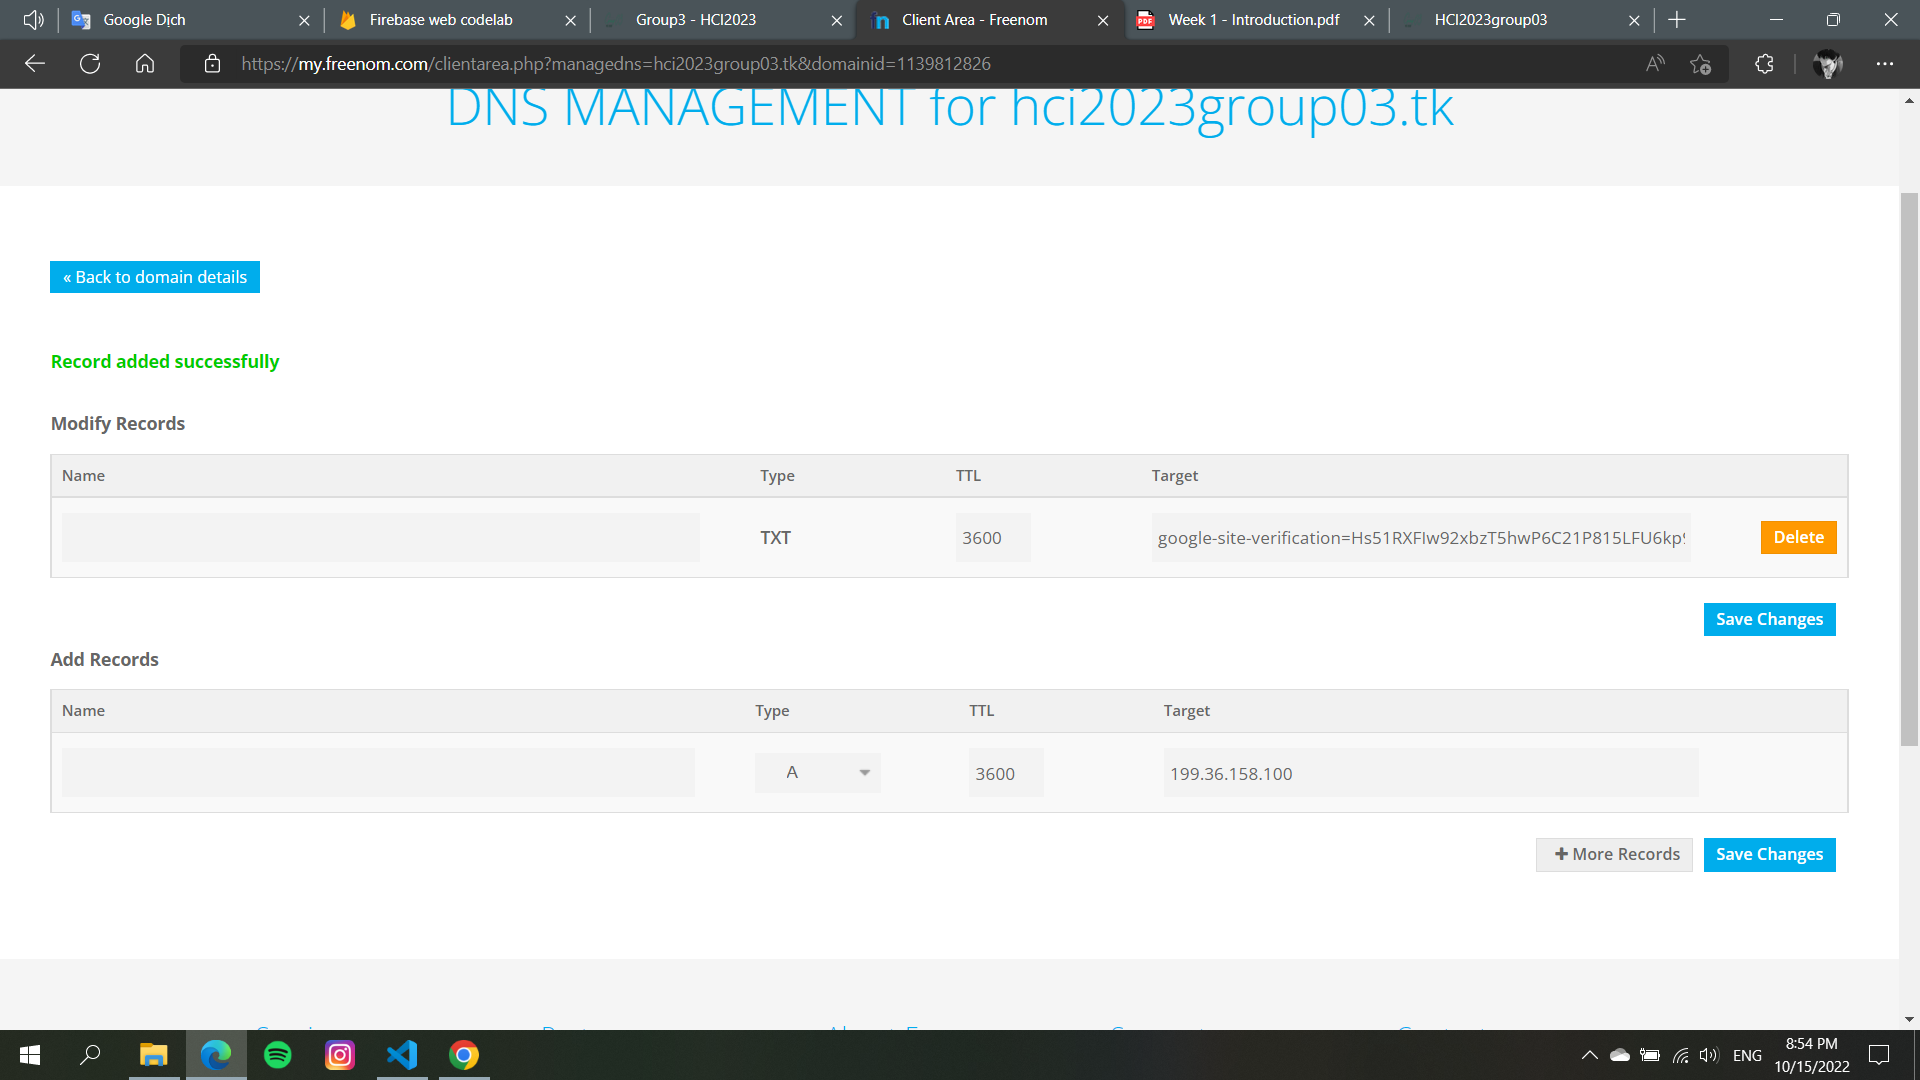 Google Dịch
Firebase web codelab
Group3 - HCI2023
Client Area - Freenom
Week 1 - Introduction.pdf
HCI2023group03
https://my.freenom.com/clientarea.php?managedns=hci2023group03.tk&domainid=1139812826
DNS MANAGEMENT for hci2023group03.tk
« Back to domain details
Record added successfully
Modify Records
Name Type TTL Target
TXT 3600 google-site-verification=Hs51RXFIw92xbzT5hwP6C21P815LFU6kp9 Delete
Save Changes
Add Records
Name Type TTL Target
A 3600 199.36.158.100
+ More Records Save Changes
ENG
8:54 PM
10/15/2022